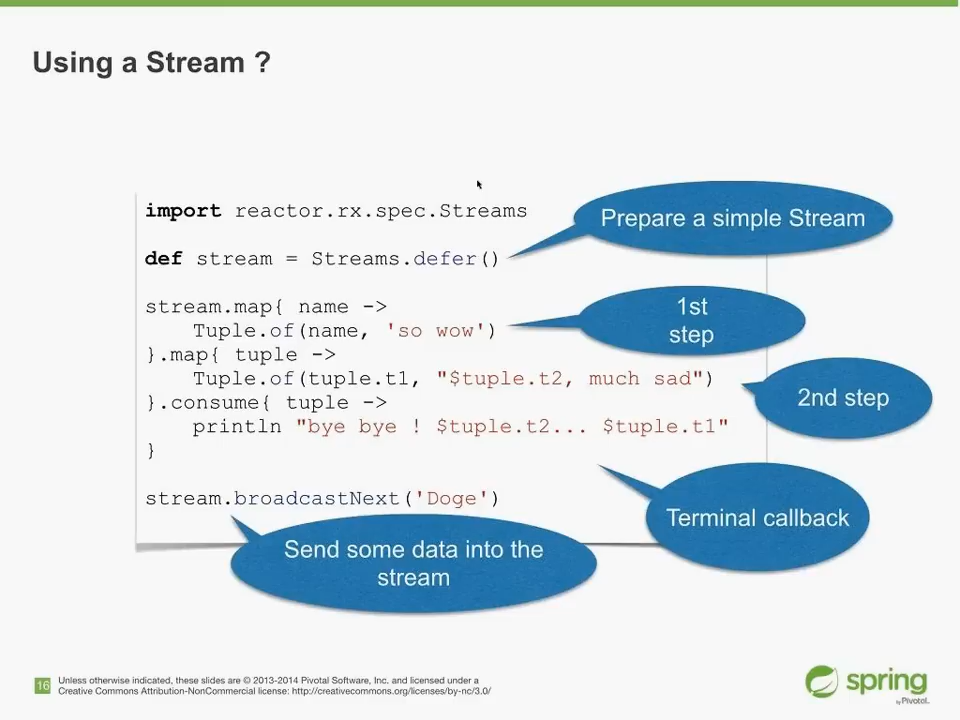 Using a Stream ?
import reactor.rx.spec.Streams
Prepare a simple Stream
def stream = Streams.defer()
stream.map{ name ->
1st
step
Tuple.of(name, 'so wow')
}.map{ tuple ->
Tuple.of(tuple.t1, "$tuple.t2, much sad")
2nd step
}.consume{ tuple ->
println "bye bye ! $tuple.t2... $tuple.t1"
}
stream.broadcastNext('Doge')
Terminal callback
Send some data into the
stream
16
Unless otherwise indicated, these slides are © 2013-2014 Pivotal Software, Inc. and licensed under a
Creative Commons Attribution-NonCommercial license: http://creativecommons.org/licenses/by-nc/3.0/
spring
by Pivotal.